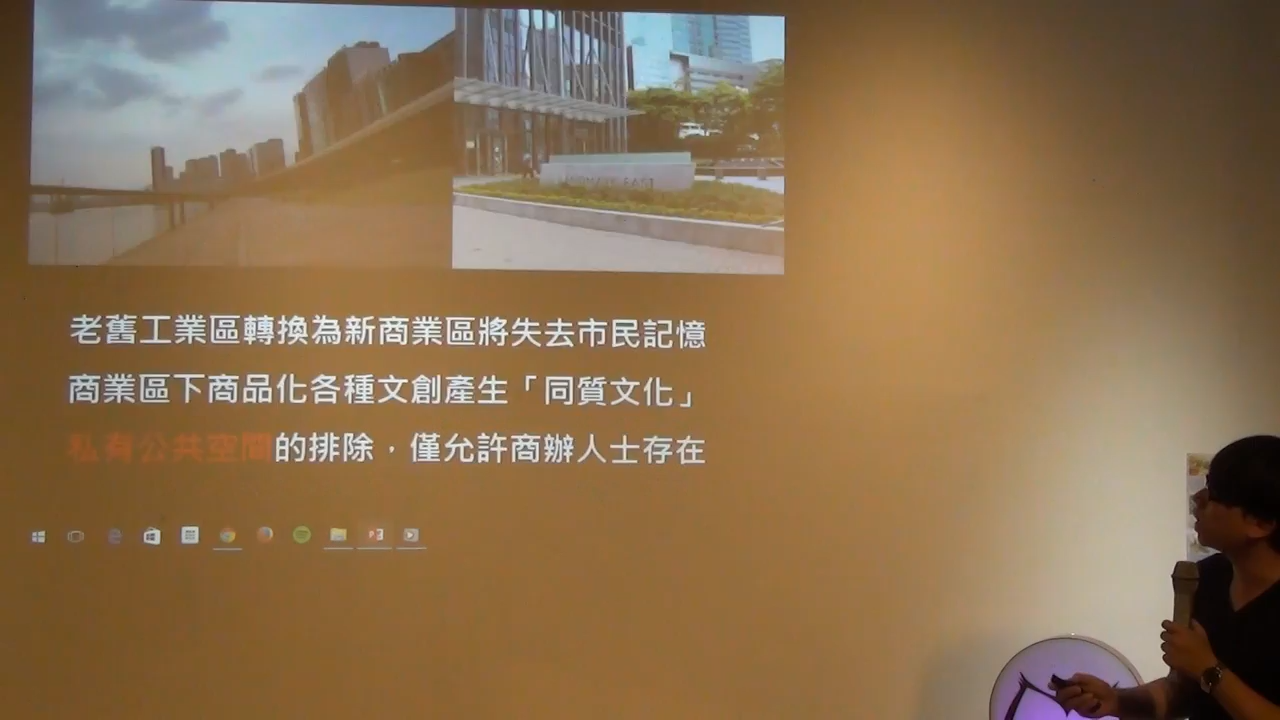 老舊工業區轉換為新商業區將失去市民記憶
商業區下商品化各種文創產生「同質文化」
私有公共空間的排除，僅允許商辦人士存在